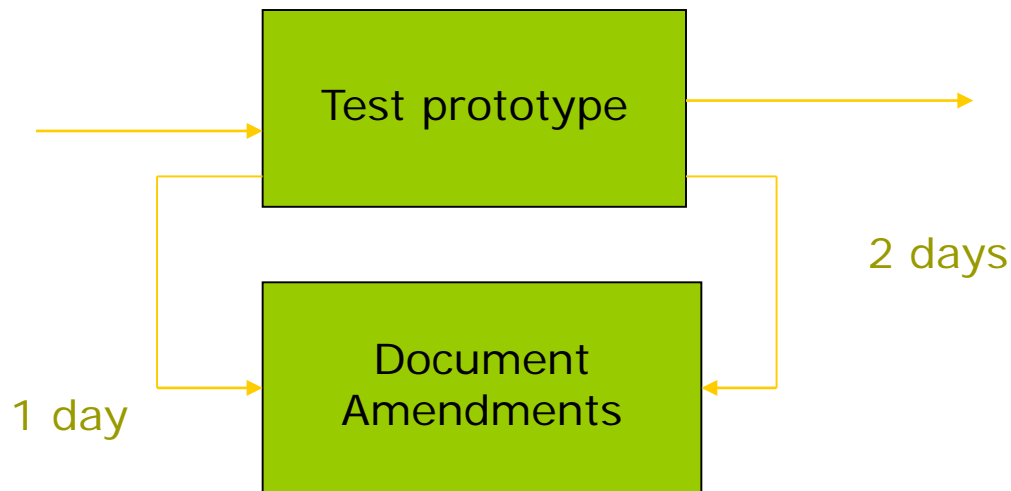 Test prototype
2 days
Document
Amendments
1 day